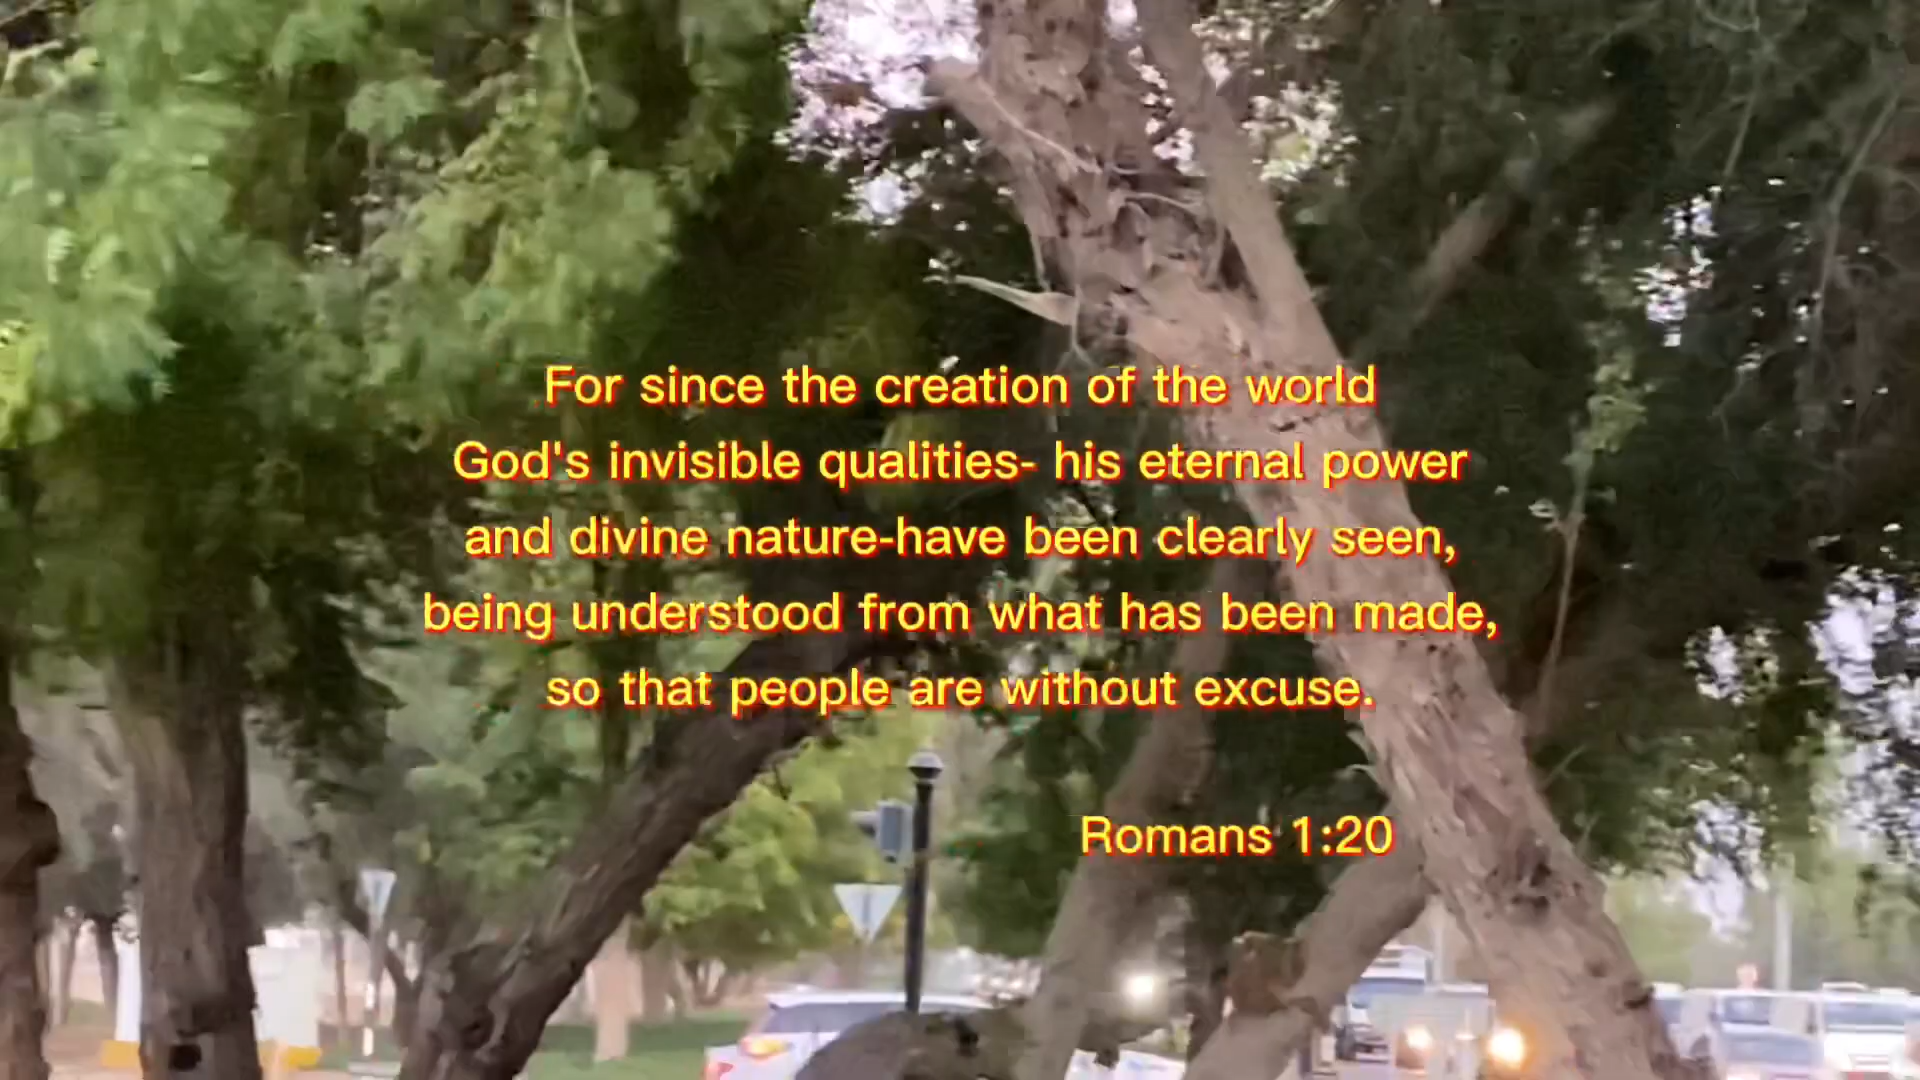 For since the creation of the world
God's invisible qualities- his eternal power
and divine nature-have been clearly seen,
being understood from what has been made,
so that people are without excuse.
Romans 1:20